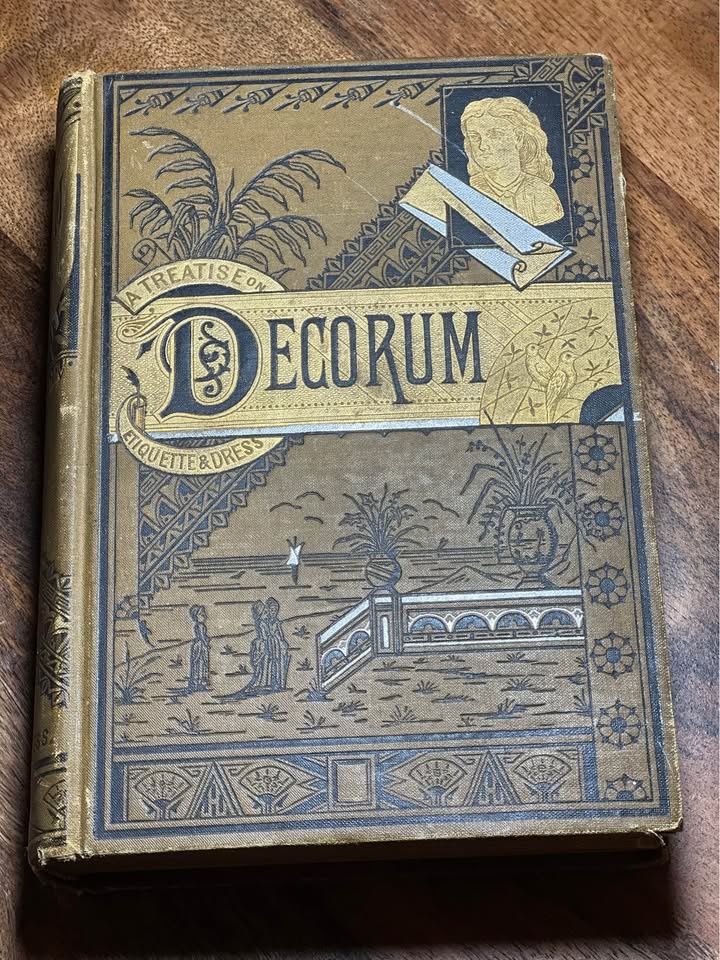 A TREATISE ON
DECORUM
ETIQUETTE & DRESS